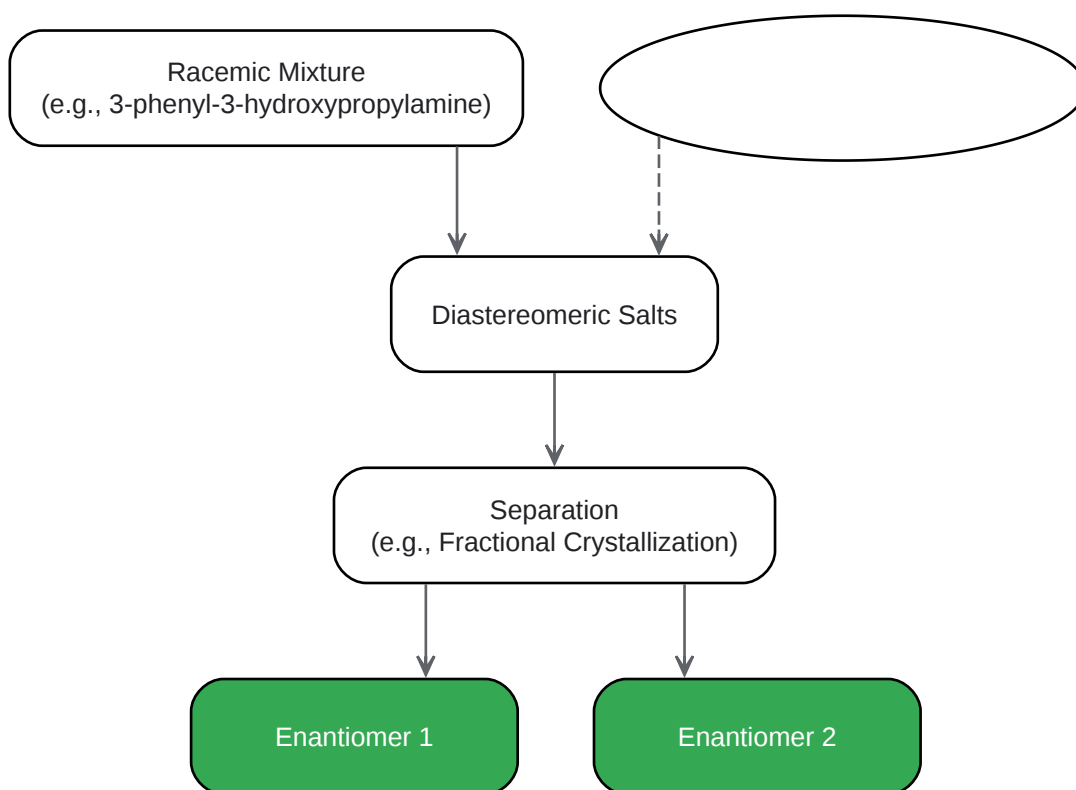 Racemic Mixture
(e.g., 3-phenyl-3-hydroxypropylamine)
Diastereomeric Salts
Separation
(e.g., Fractional Crystallization)
Enantiomer 1
Enantiomer 2